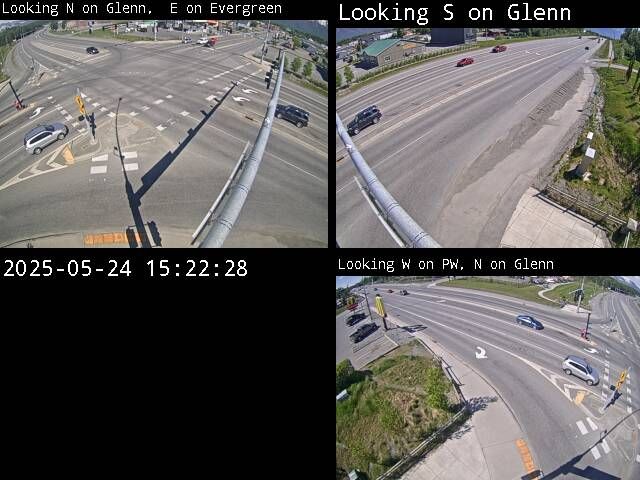 Looking N on Glenn, E on Evergreen
Looking S on Glenn
2025-05-24 15:22:28
Looking W on PW, N on Glenn